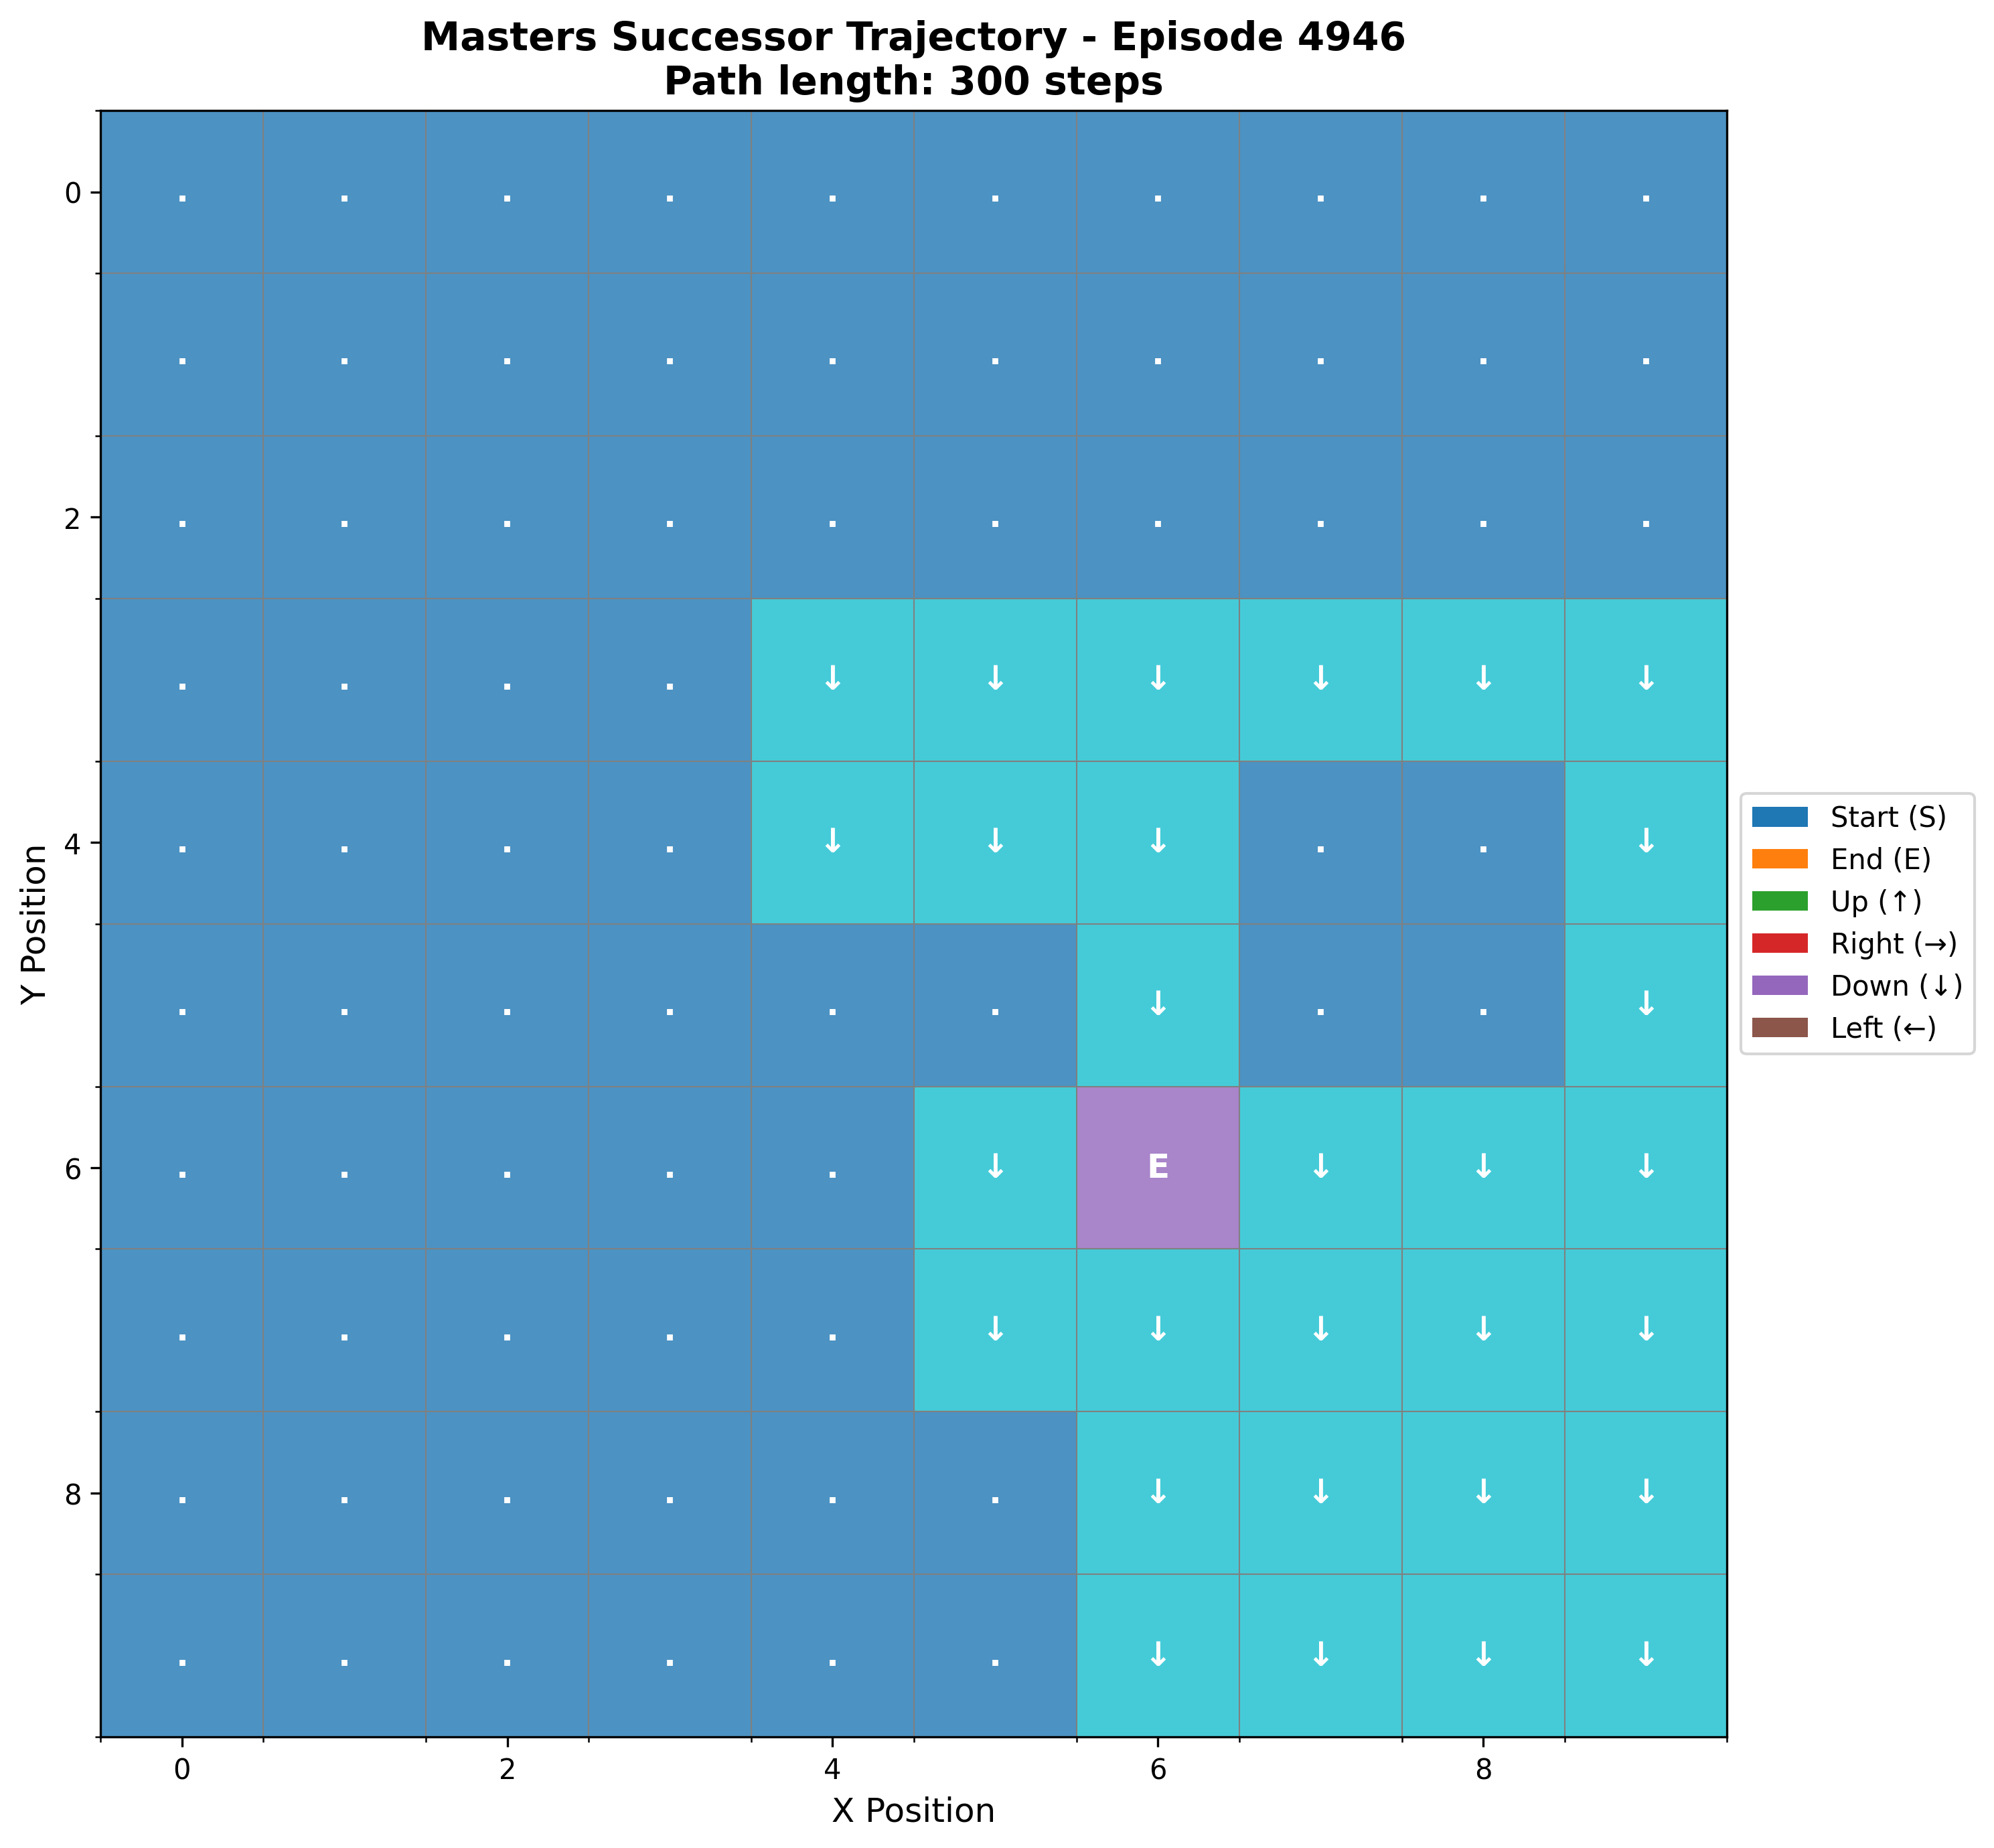 Masters Successor Trajectory - Episode 4946
Path length: 300 steps
0 . . . . . . . . . .
. . . . . . . . . .
2 . . . . . . . . . .
. . . . ↓ ↓ ↓ ↓ ↓ ↓
4 . . . . ↓ ↓ ↓ . . ↓
. . . . . . ↓ . . ↓
6 . . . . . ↓ E ↓ ↓ ↓
. . . . . ↓ ↓ ↓ ↓ ↓
8 . . . . . . ↓ ↓ ↓ ↓
. . . . . . ↓ ↓ ↓ ↓
0 2 4 6 8
X Position
Y Position
Start (S)
End (E)
Up (↑)
Right (→)
Down (↓)
Left (←)